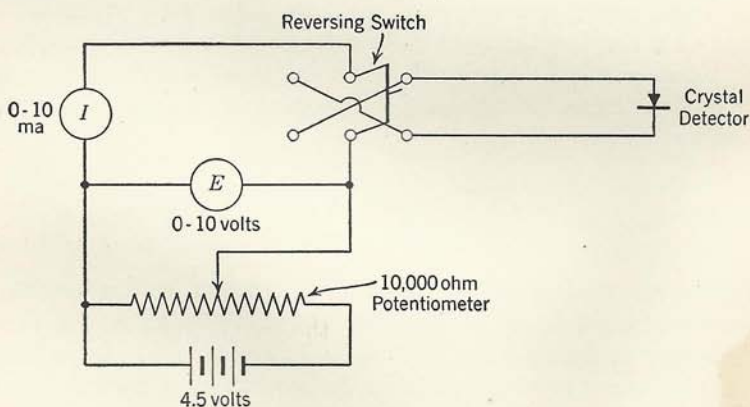 Reversing Switch
0-10
ma
I
Crystal
Detector
E
0-10 volts
10,000 ohm
Potentiometer
4.5 volts